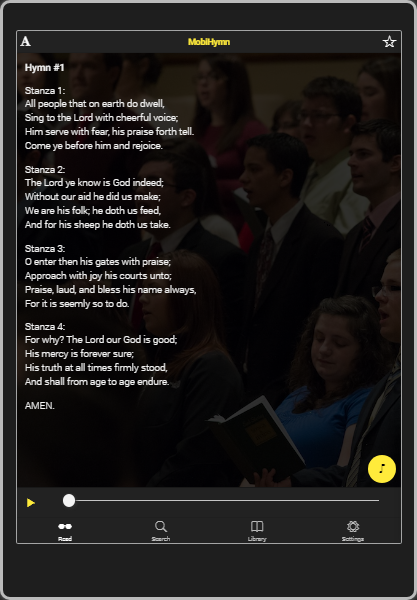 A
MobiHymn
Hymn #1
Stanza 1:
All people that on earth do dwell,
Sing to the Lord with cheerful voice;
Him serve with fear, his praise forth tell.
Come ye before him and rejoice.
Stanza 2:
The Lord ye know is God indeed;
Without our aid he did us make;
We are his folk; he doth us feed,
And for his sheep he doth us take.
Stanza 3:
O enter then his gates with praise;
Approach with joy his courts unto;
Praise, laud, and bless his name always,
For it is seemly so to do.
Stanza 4:
For why? The Lord our God is good;
His mercy is forever sure;
His truth at all times firmly stood,
And shall from age to age endure.
AMEN.
Read Search Library Settings